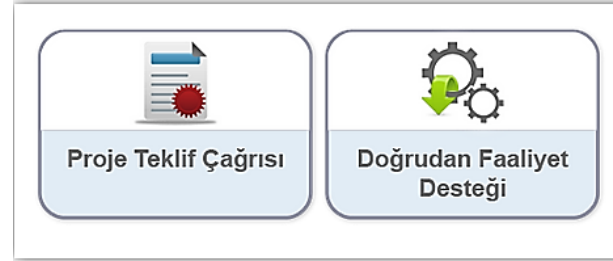 Proje Teklif Çağrısı
Doğrudan Faaliyet
Desteği